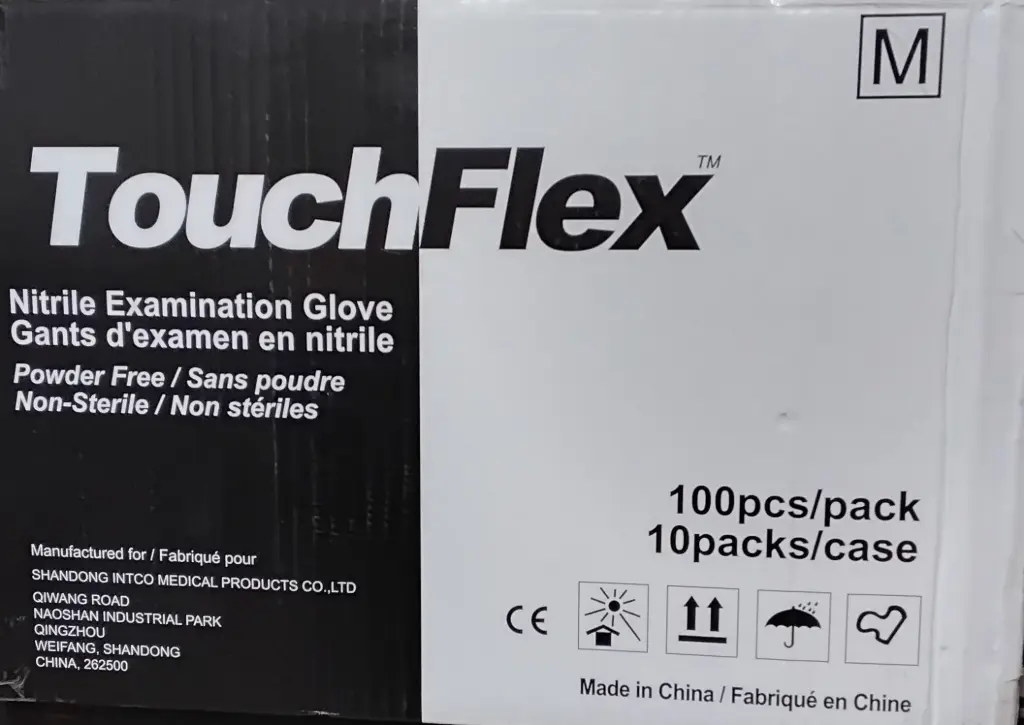 M
TouchFlex™
Nitrile Examination Glove
Gants d'examen en nitrile
Powder Free / Sans poudre
Non-Sterile / Non stériles
100pcs/pack
10packs/case
Manufactured for / Fabriqué pour
SHANDONG INTCO MEDICAL PRODUCTS CO.,LTD
QIWANG ROAD
NAOSHAN INDUSTRIAL PARK
QINGZHOU
WEIFANG, SHANDONG
CHINA, 262500
CE
Made in China / Fabriqué en Chine